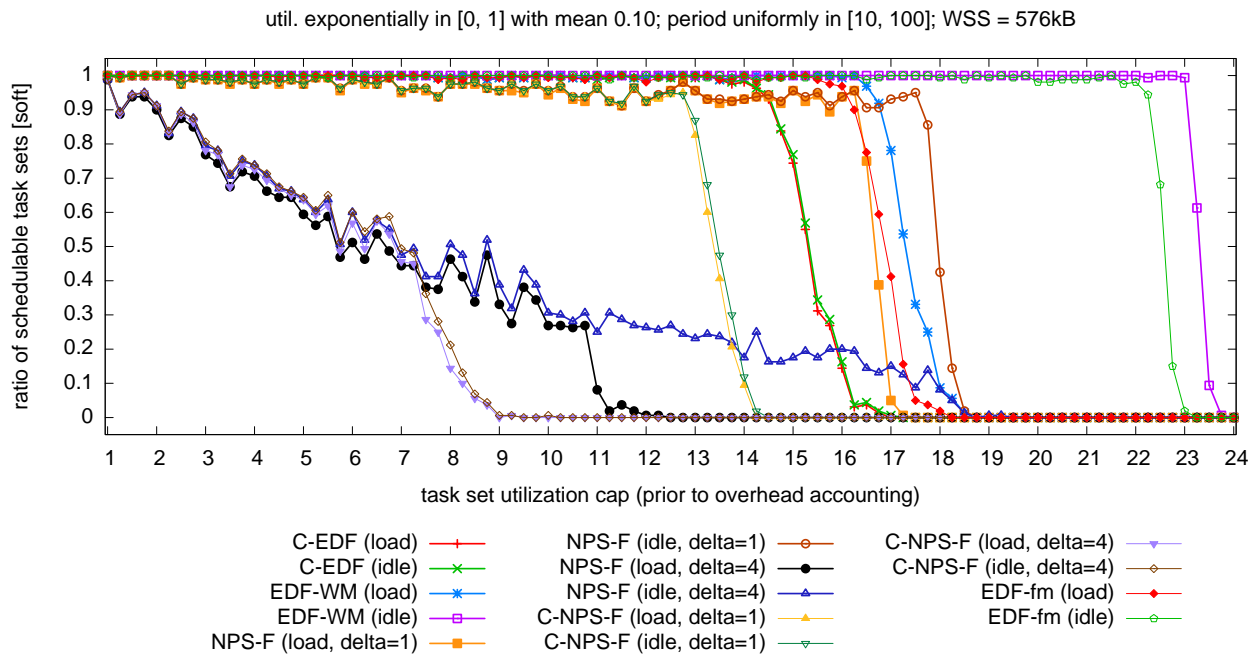 util. exponentially in [0, 1] with mean 0.10; period uniformly in [10, 100]; WSS = 576kB
ratio of schedulable task sets [soft]
1
0.9
0.8
0.7
0.6
0.5
0.4
0.3
0.2
0.1
0
1 2 3 4 5 6 7 8 9 10 11 12 13 14 15 16 17 18 19 20 21 22 23 24
task set utilization cap (prior to overhead accounting)
C-EDF (load)
C-EDF (idle)
EDF-WM (load)
EDF-WM (idle)
NPS-F (load, delta=1)
NPS-F (idle, delta=1)
NPS-F (load, delta=4)
NPS-F (idle, delta=4)
C-NPS-F (load, delta=1)
C-NPS-F (idle, delta=1)
C-NPS-F (load, delta=4)
C-NPS-F (idle, delta=4)
EDF-fm (load)
EDF-fm (idle)